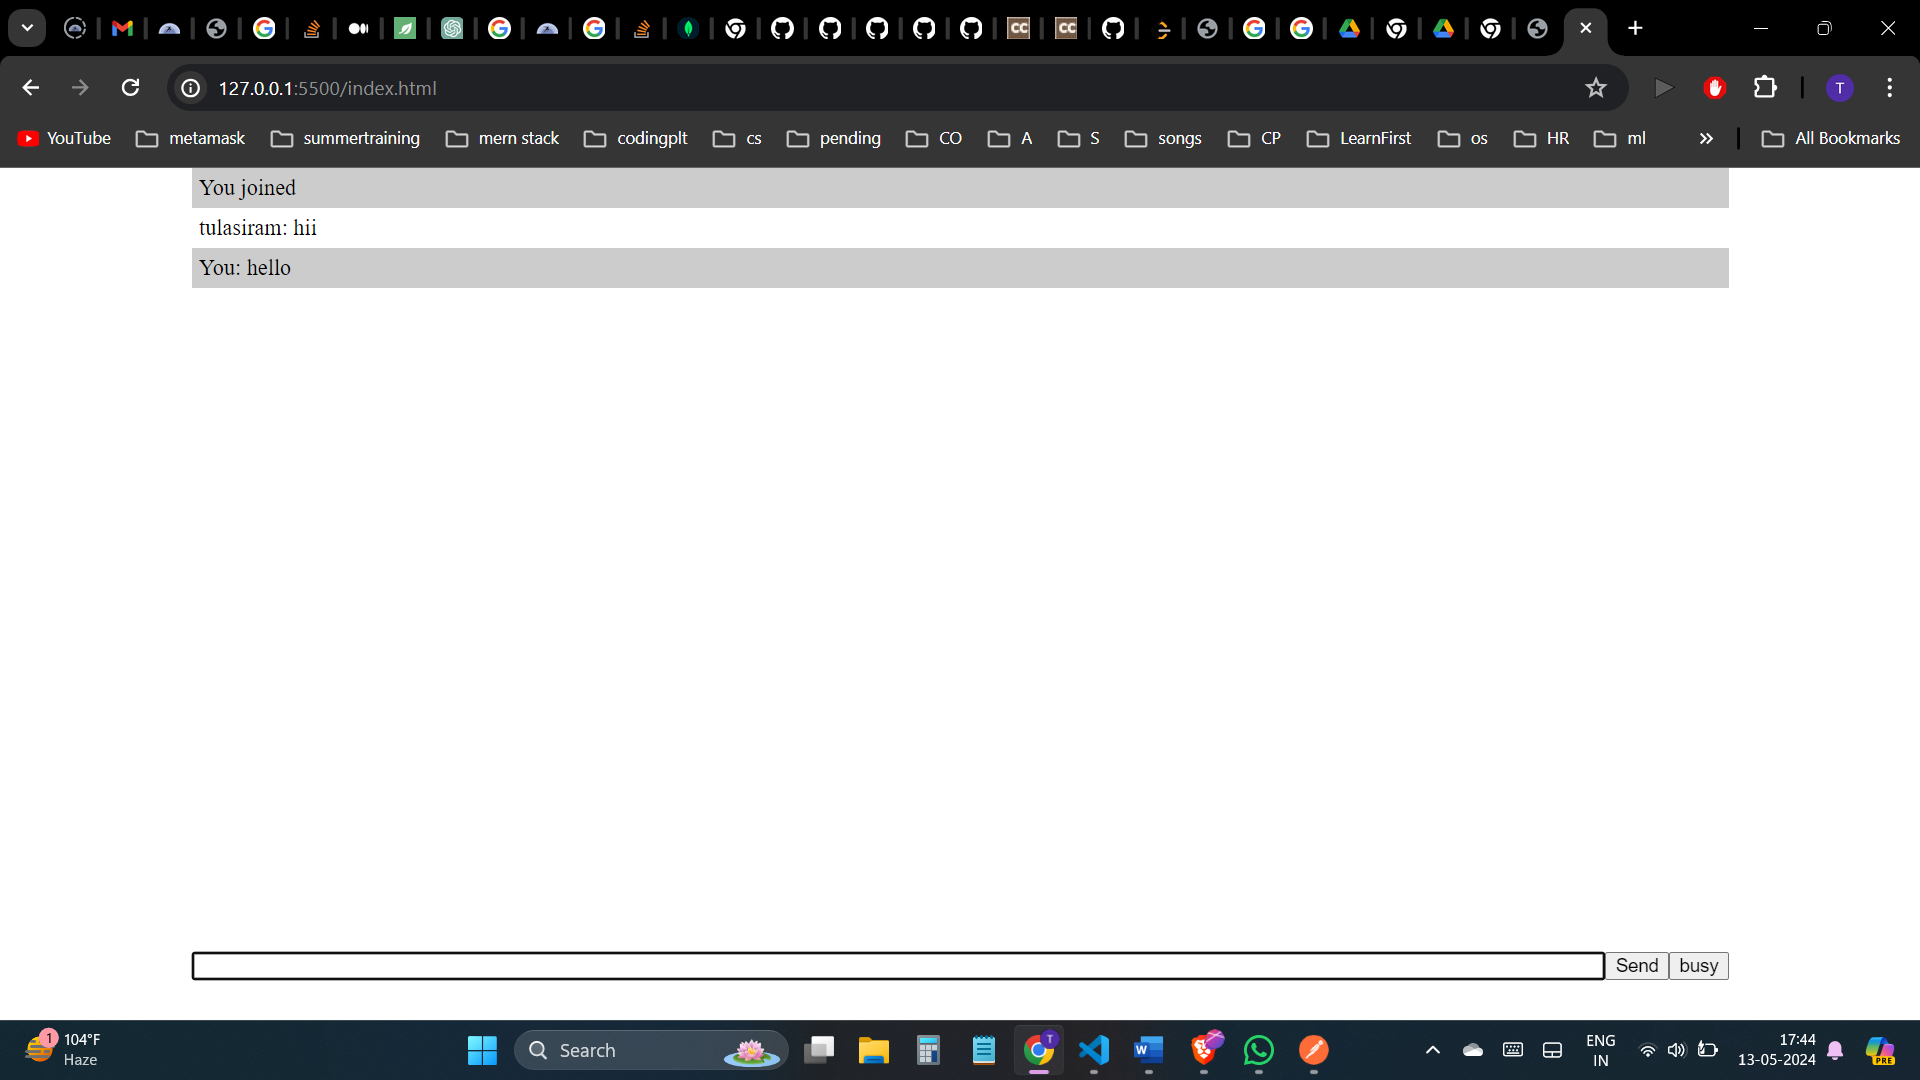 127.0.0.1:5500/index.html
T
YouTube metamask summertraining mern stack codingplt cs pending CO A S songs CP LearnFirst os HR ml » All Bookmarks
You joined
tulasiram: hii
You: hello
Send busy
1 104°F
Haze
Search
ENG
IN
17:44
13-05-2024
PRE